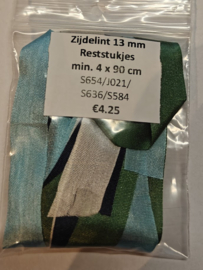 Zijdelint 13 mm
Reststukjes
min. 4 x 90 cm
S654/J021/
S636/S584
€4.25